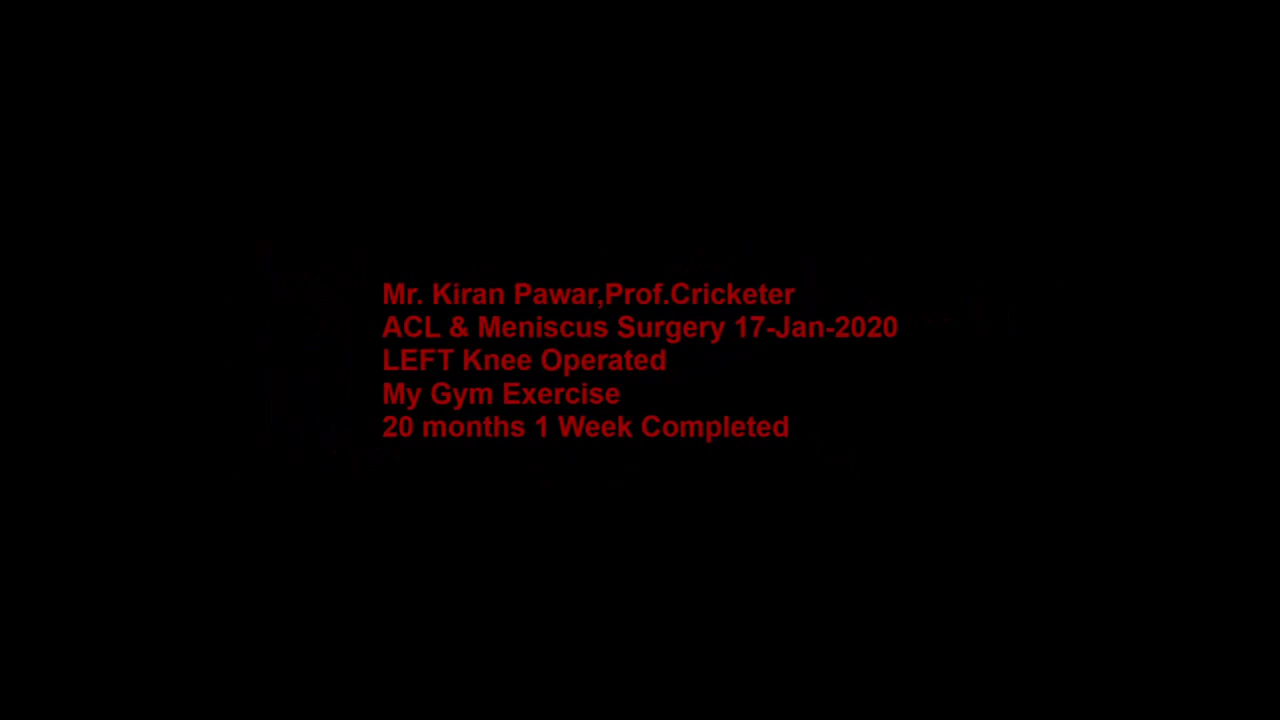 Mr. Kiran Pawar,Prof.Cricketer
ACL & Meniscus Surgery 17-Jan-2020
LEFT Knee Operated
My Gym Exercise
20 months 1 Week Completed